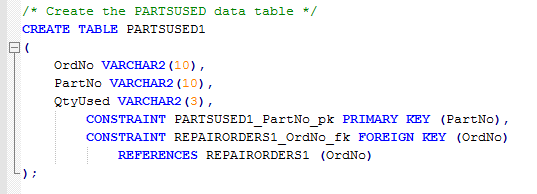 /* Create the PARTSUSED data table */
CREATE TABLE PARTSUSED1
(
OrdNo VARCHAR2(10),
PartNo VARCHAR2(10),
QtyUsed VARCHAR2(3),
CONSTRAINT PARTSUSED1_PartNo_pk PRIMARY KEY (PartNo),
CONSTRAINT REPAIRORDERS1_OrdNo_fk FOREIGN KEY (OrdNo)
REFERENCES REPAIRORDERS1 (OrdNo)
);